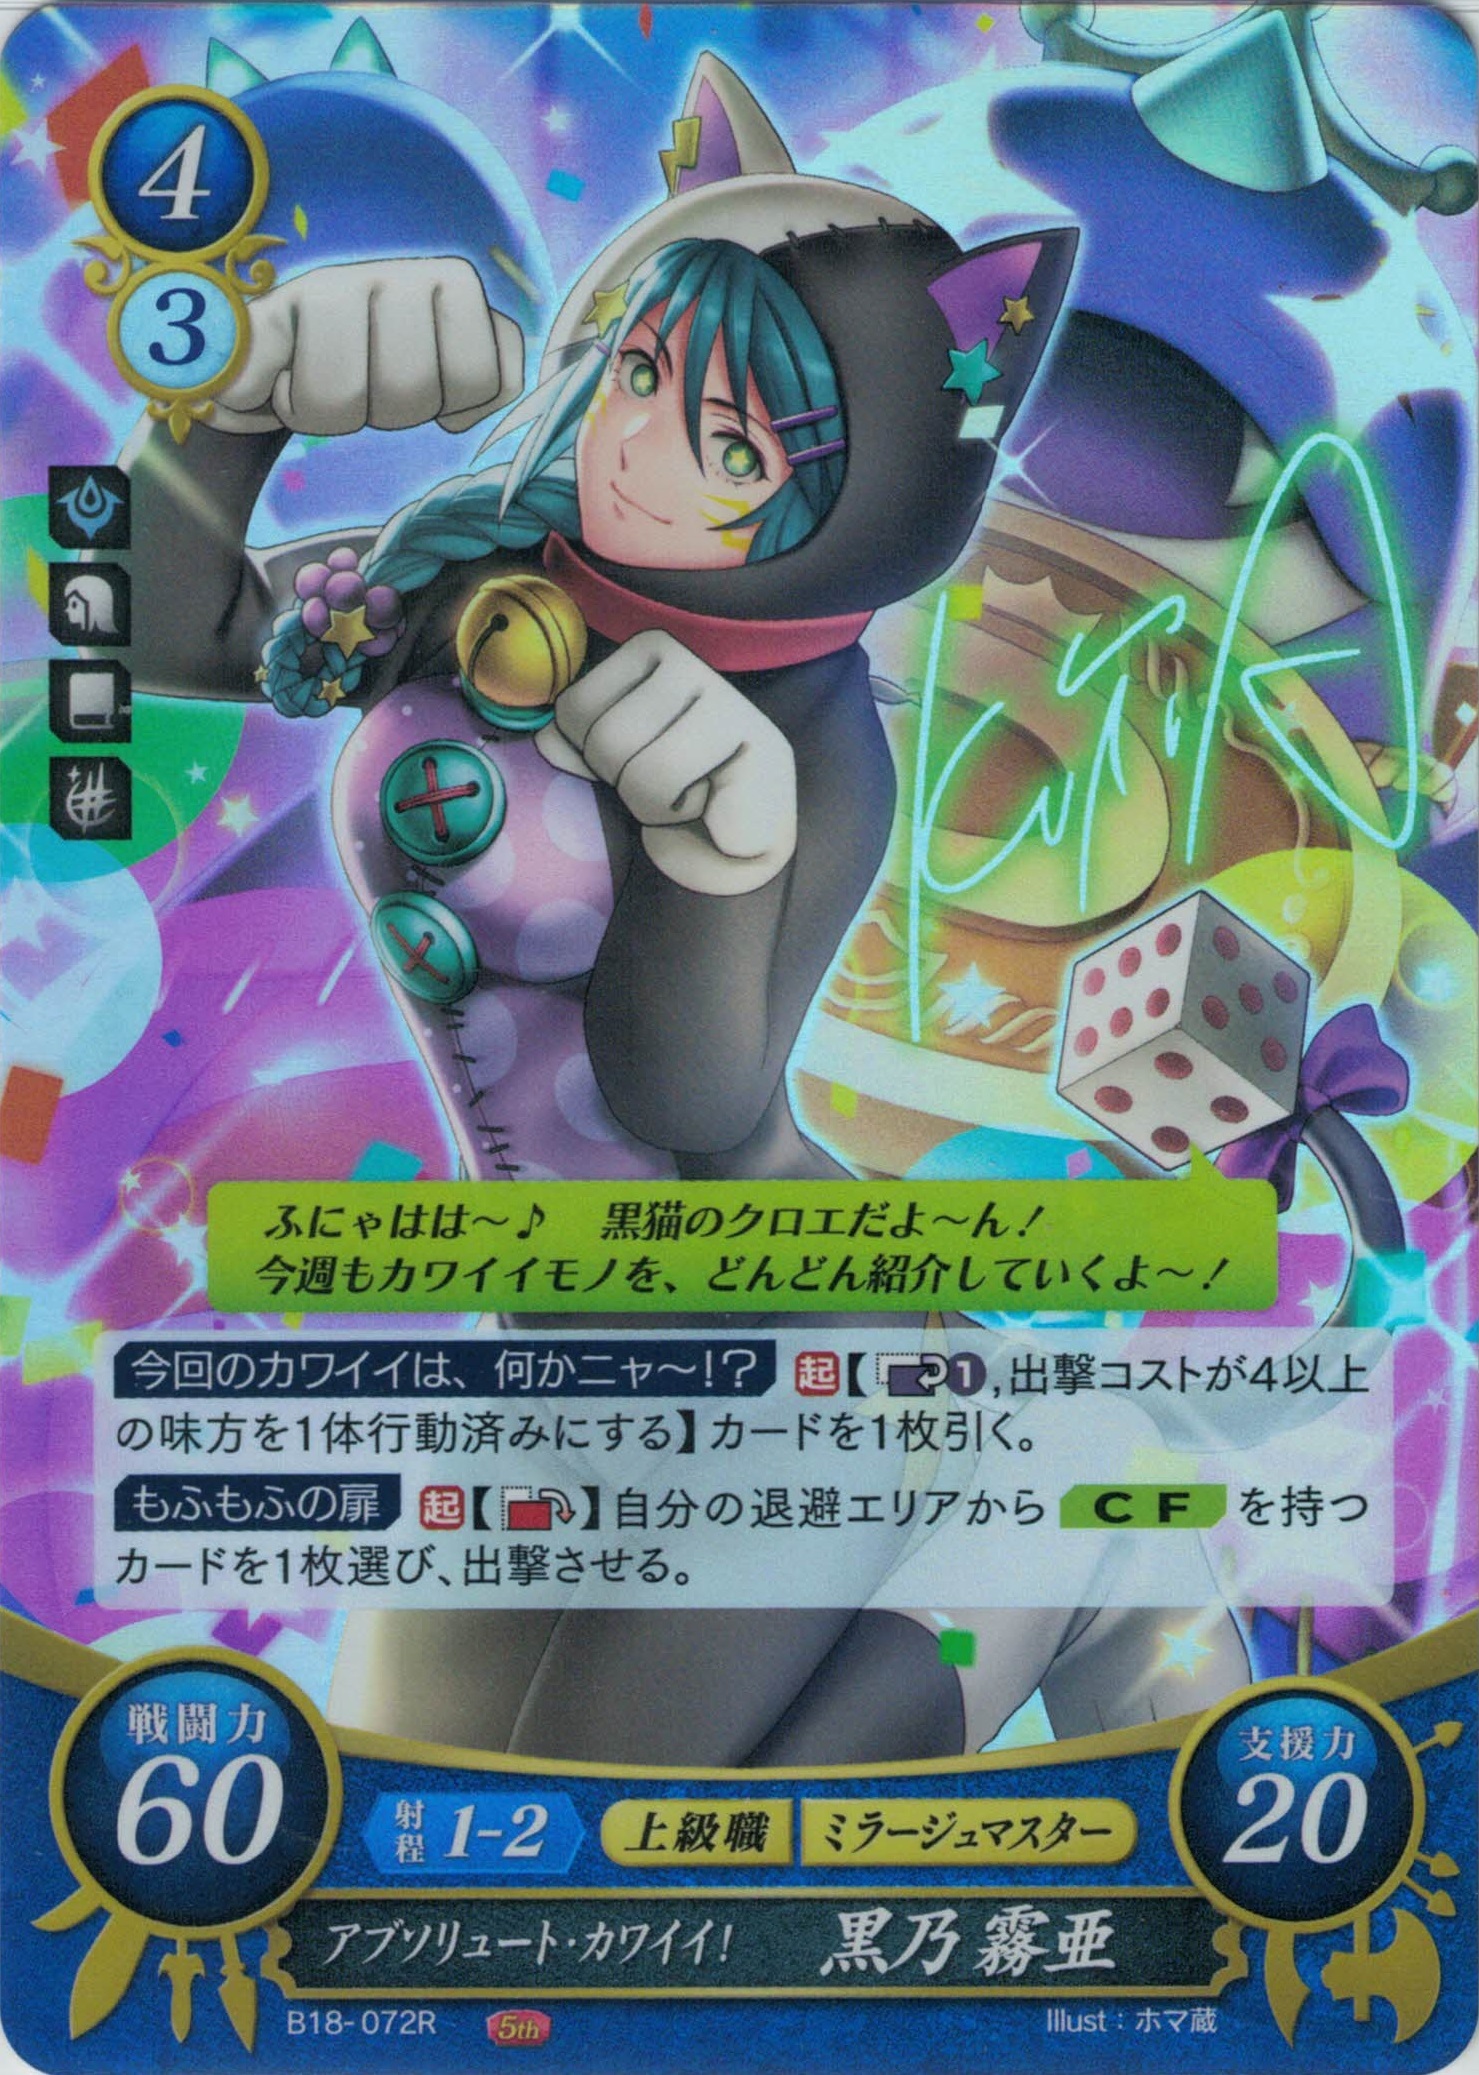 4
3
KiriA
ふにゃはは～♪　黒猫のクロエだよ～ん！
今週もカワイイモノを、どんどん紹介していくよ～！
今回のカワイイは、何かニャ～!? 起【1,出撃コストが4以上
の味方を1体行動済みにする】カードを1枚引く。
もふもふの扉 起【】自分の退避エリアから CF を持つ
カードを1枚選び、出撃させる。
戦闘力
60
射程 1-2
上級職
ミラージュマスター
支援力
20
アブソリュート・カワイイ！ 黒乃 霧亜
B18-072R 5th Illust：ホマ蔵